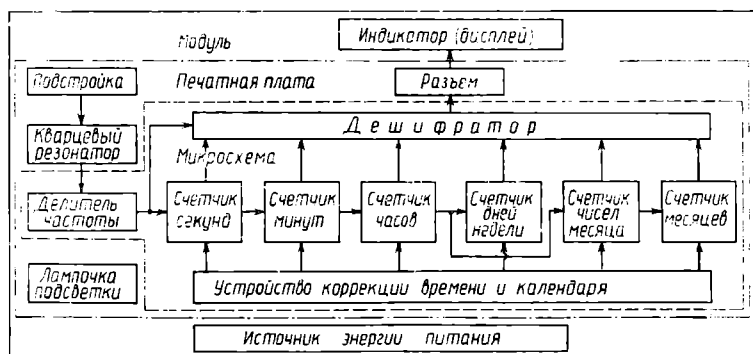 Модуль
Индикатор (дисплей)
Подстройка
Печатная плата
Разъем
Кварцевый
резонатор
Дешифратор
Микросхема
Делитель
частоты
Счетчик
секунд
Счетчик
минут
Счетчик
часов
Счетчик
дней
недели
Счетчик
чисел
месяца
Счетчик
месяцев
Лампочка
подсветки
Устройство коррекции времени и календаря
Источник энергии питания